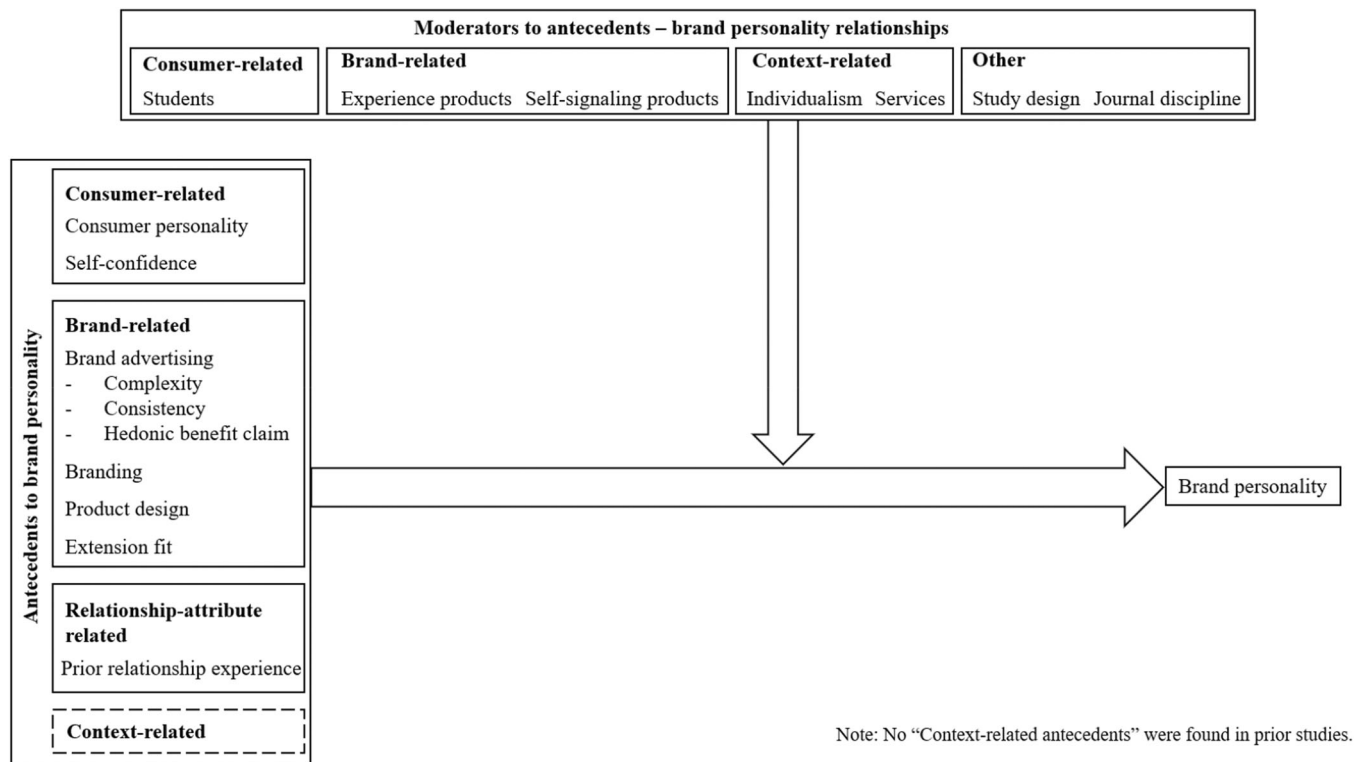 Moderators to antecedents – brand personality relationships
Consumer-related
Students
Brand-related
Experience products Self-signaling products
Context-related
Individualism Services
Other
Study design Journal discipline
Antecedents to brand personality
Consumer-related
Consumer personality
Self-confidence
Brand-related
Brand advertising
- Complexity
- Consistency
- Hedonic benefit claim
Branding
Product design
Extension fit
Relationship-attribute
related
Prior relationship experience
Context-related
Brand personality
Note: No “Context-related antecedents” were found in prior studies.